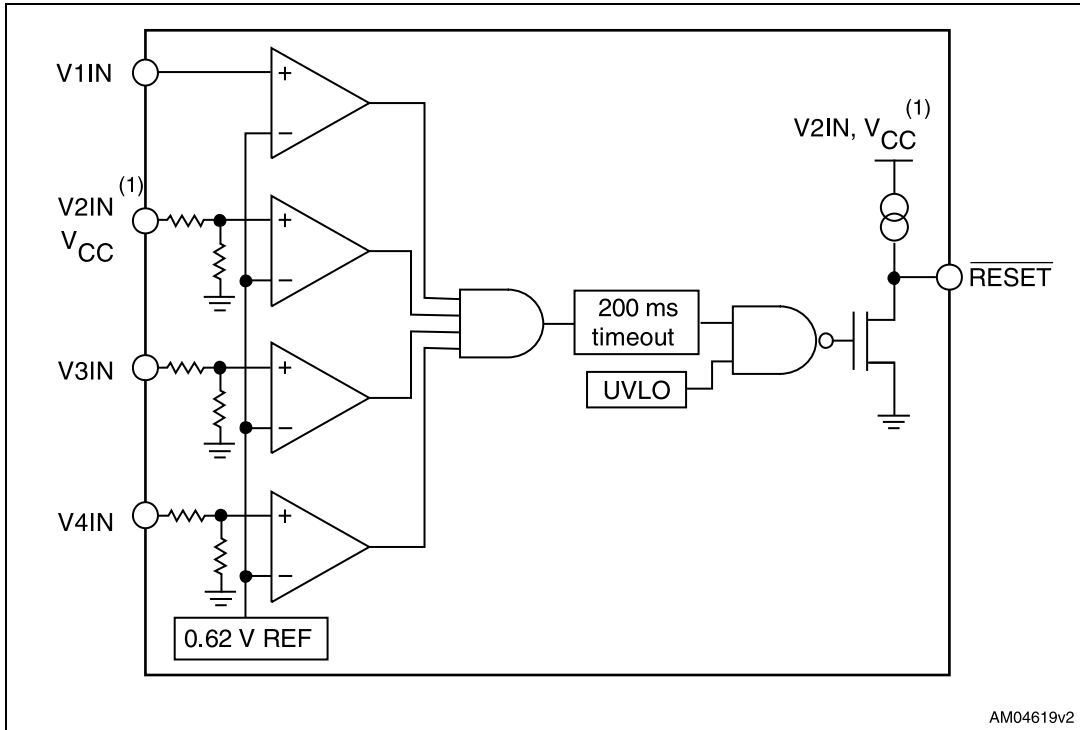 V1IN
+
−
V2IN, VCC (1)
V2IN (1)
VCC
+
−
RESET
200 ms
timeout
V3IN
+
−
UVLO
V4IN
+
−
0.62 V REF
AM04619v2